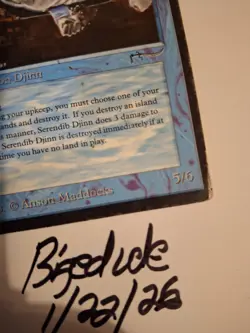 Djinn
ng your upkeep, you must choose one of your
ands and destroy it. If you destroy an island
s manner, Serendib Djinn does 3 damage to
Serendib Djinn is destroyed immediately if at
time you have no land in play.
© Anson Maddocks
5/6
1/22/26